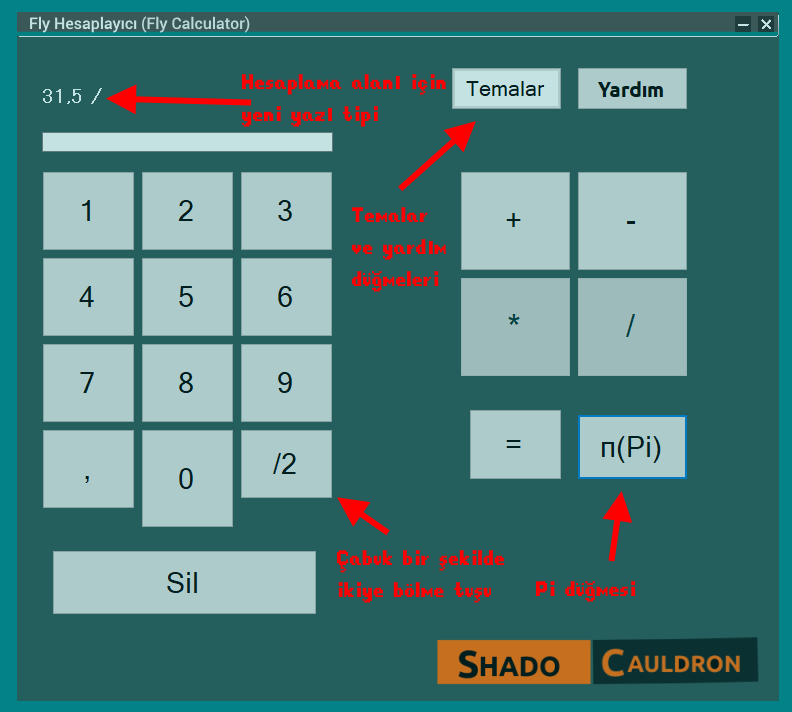 Fly Hesaplayıcı (Fly Calculator)
31,5 /
Hesaplama alanı için
yeni yazı tipi
Temalar
Yardım
1 2 3
4 5 6
7 8 9
, 0 /2
Sil
Temalar
ve yardım
düğmeleri
+ -
* /
= π(Pi)
Çabuk bir şekilde
ikiye bölme tuşu
Pi düğmesi
SHADO CAULDRON